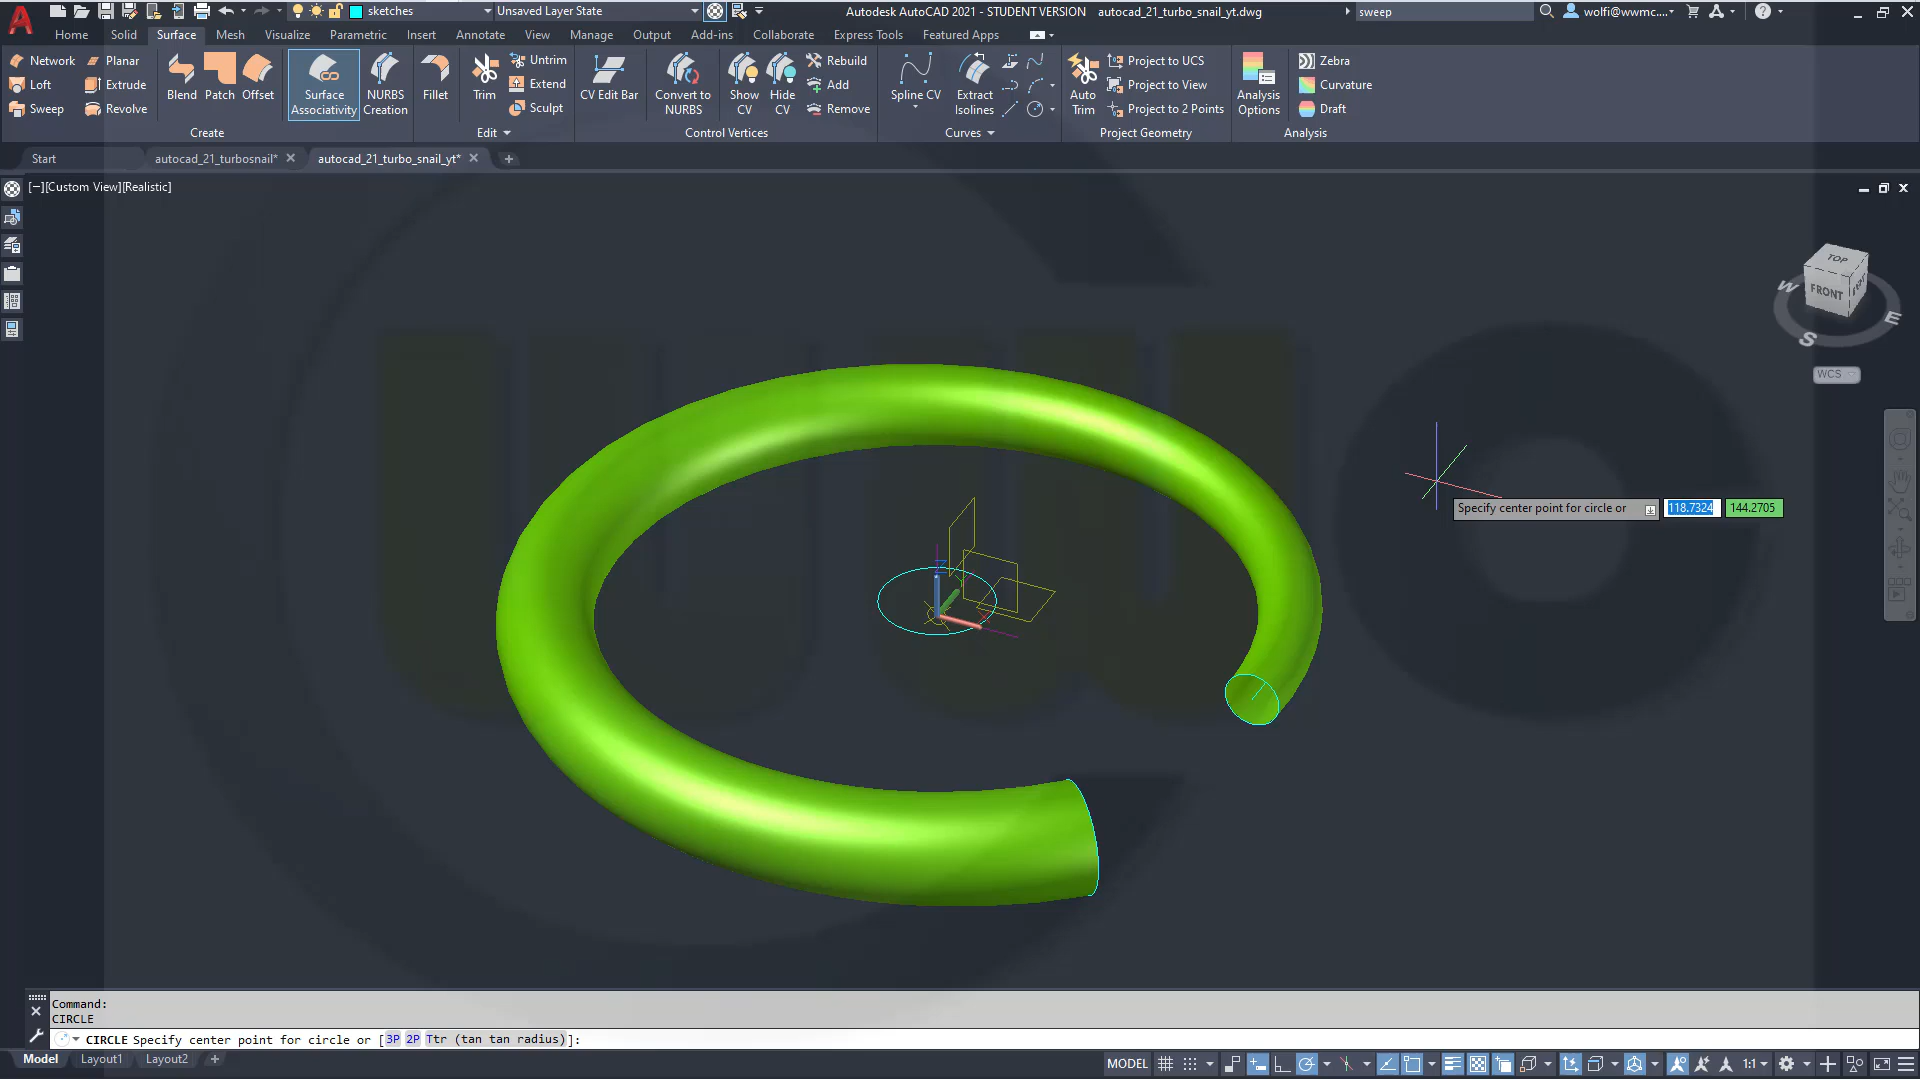 sketches
Unsaved Layer State
Autodesk AutoCAD 2021 - STUDENT VERSION autocad_21_turbo_snail_yt.dwg
sweep
wolfi@wwmc....
Home Solid Surface Mesh Visualize Parametric Insert Annotate View Manage Output Add-ins Collaborate Express Tools Featured Apps
Network Planar
Loft Extrude
Sweep Revolve
Blend Patch Offset
Surface
Associativity
NURBS
Creation
Fillet
Trim
Untrim
Extend
Sculpt
CV Edit Bar
Convert to
NURBS
Show
CV
Hide
CV
Rebuild
Add
Remove
Spline CV
Extract
Isolines
Auto
Trim
Project to UCS
Project to View
Project to 2 Points
Analysis
Options
Zebra
Curvature
Draft
Create Edit Control Vertices Curves Project Geometry Analysis
Start autocad_21_turbosnail* autocad_21_turbo_snail_yt*
[−][Custom View][Realistic]
TOP
FRONT
W
E
S
WCS
Z
X
Specify center point for circle or 118.7324 144.2705
Command:
CIRCLE
CIRCLE Specify center point for circle or [3P 2P Ttr (tan tan radius)]:
Model Layout1 Layout2
MODEL
1:1